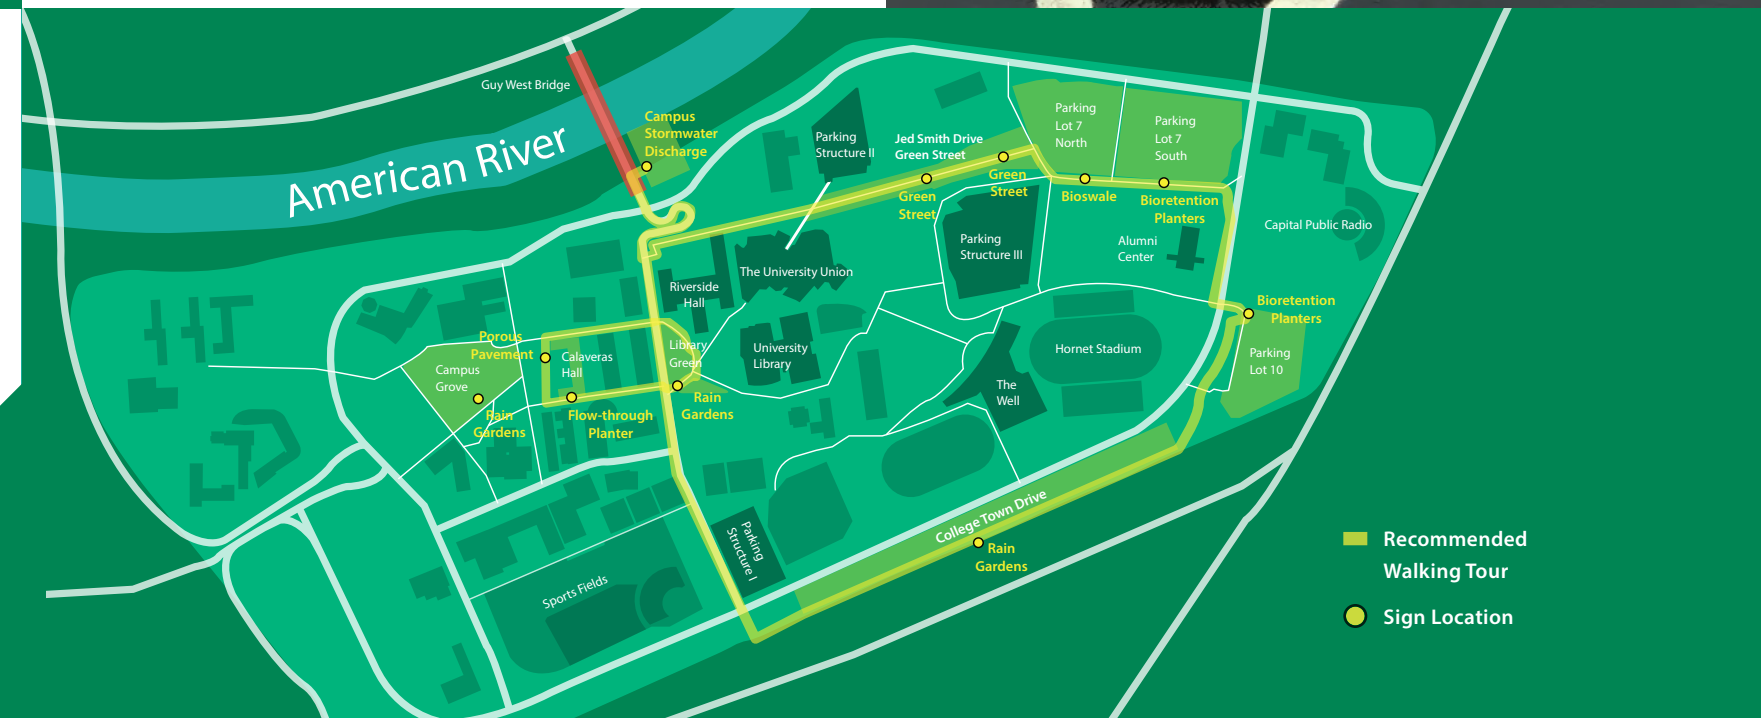 Guy West Bridge
American River
Campus
Stormwater
Discharge
Parking
Structure II
Jed Smith Drive
Green Street
Green
Street
Green
Street
Parking
Lot 7
North
Parking
Lot 7
South
Bioswale
Bioretention
Planters
Capital Public Radio
Parking
Structure III
Alumni
Center
The University Union
Riverside
Hall
Bioretention
Planters
Porous
Pavement
Calaveras
Hall
Library
Green
University
Library
Hornet Stadium
Parking
Lot 10
Campus
Grove
Rain
Gardens
Flow-through
Planter
Rain
Gardens
The
Well
College Town Drive
Rain
Gardens
Parking
Structure I
Sports Fields
Recommended
Walking Tour
Sign Location